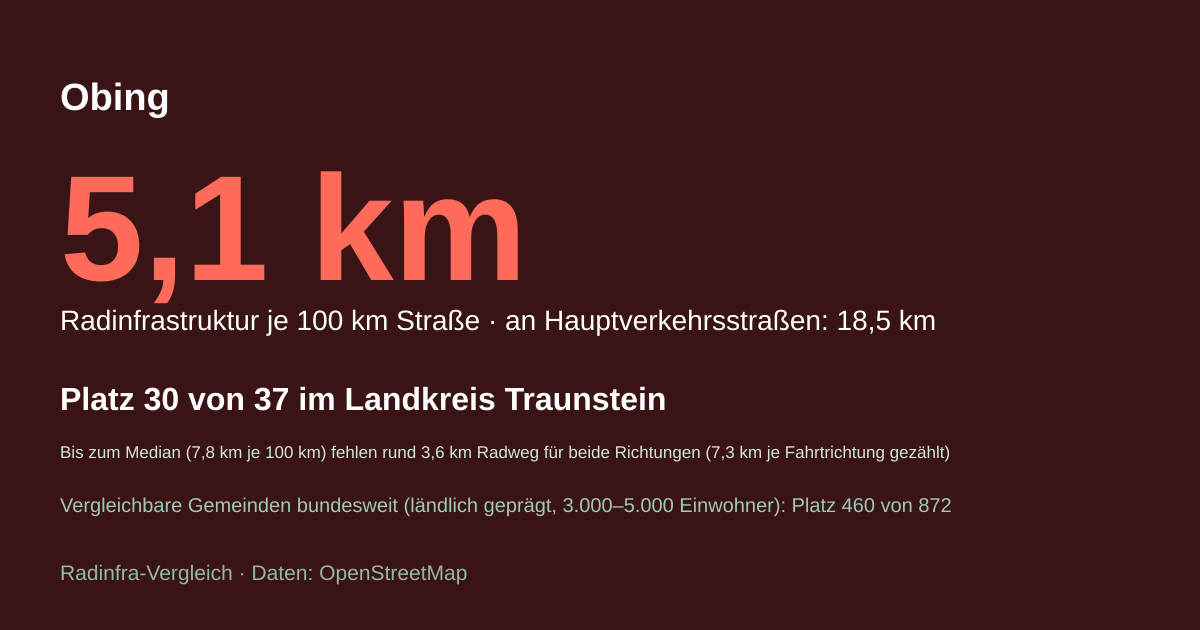 Obing
5,1 km
Radinfrastruktur je 100 km Straße · an Hauptverkehrsstraßen: 18,5 km
Platz 30 von 37 im Landkreis Traunstein
Bis zum Median (7,8 km je 100 km) fehlen rund 3,6 km Radweg für beide Richtungen (7,3 km je Fahrtrichtung gezählt)
Vergleichbare Gemeinden bundesweit (ländlich geprägt, 3.000–5.000 Einwohner): Platz 460 von 872
Radinfra-Vergleich · Daten: OpenStreetMap